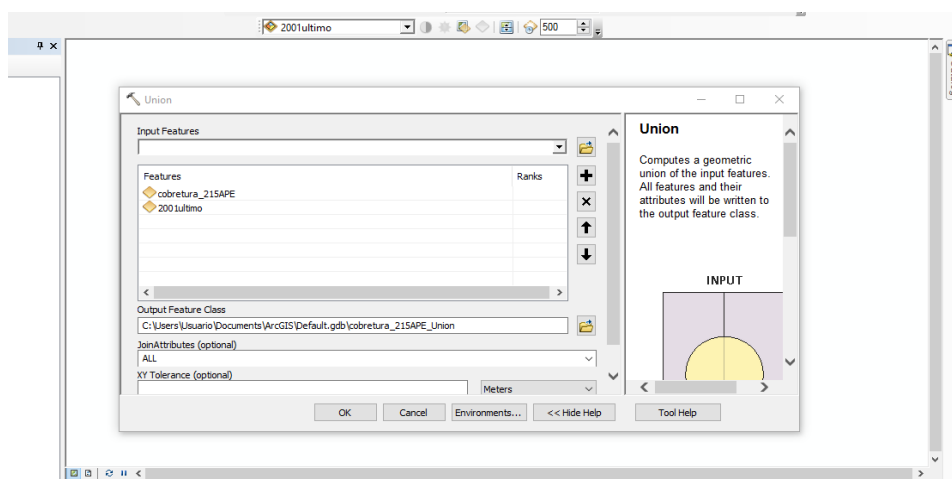 2001ultimo
500
Union
Input Features
Features
Ranks
cobretura_215APE
2001ultimo
Output Feature Class
C:\Users\Usuario\Documents\ArcGIS\Default.gdb\cobretura_215APE_Union
JoinAttributes (optional)
ALL
XY Tolerance (optional)
Meters
OK
Cancel
Environments...
<< Hide Help
Union
Computes a geometric
union of the input features.
All features and their
attributes will be written to
the output feature class.
INPUT
Tool Help